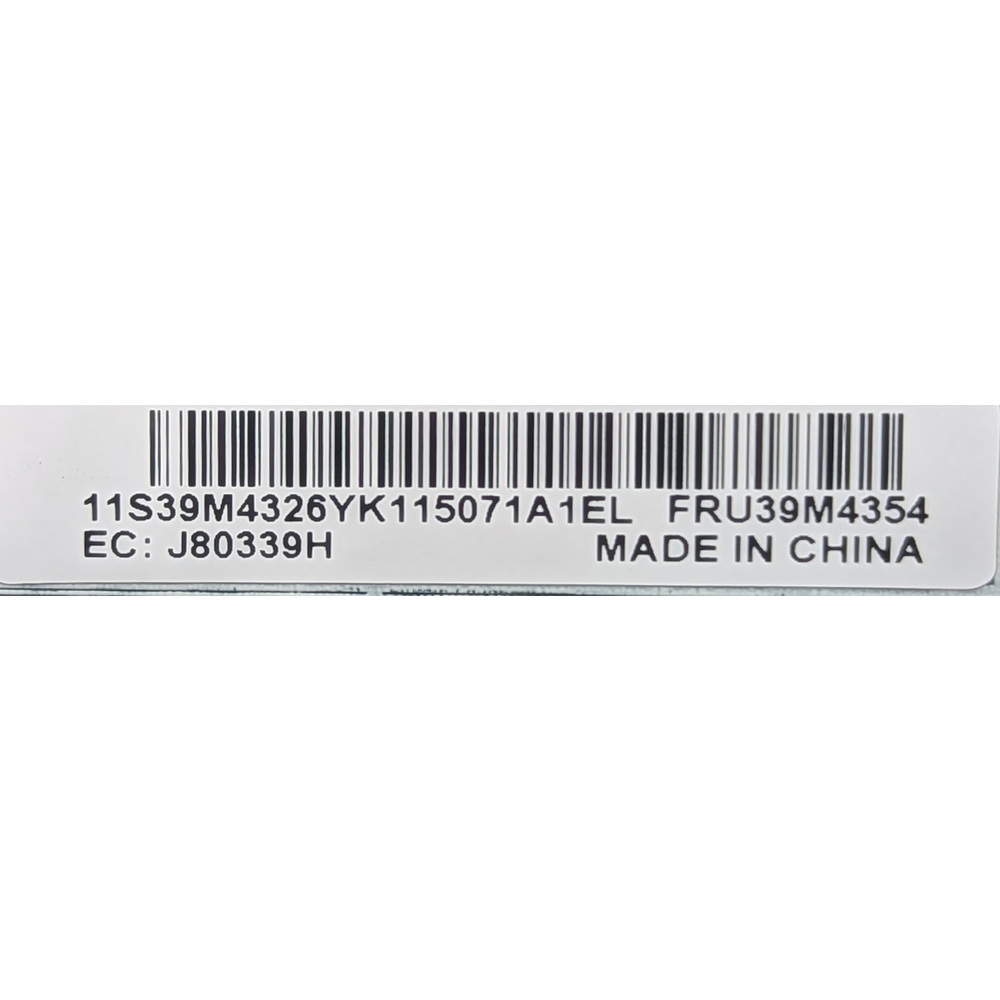 11S39M4326YK115071A1EL FRU39M4354
EC: J80339H MADE IN CHINA